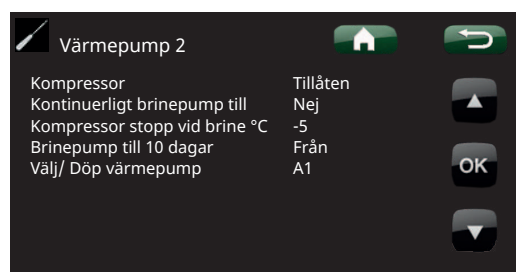 Värmepump 2
Kompressor Tillåten
Kontinuerligt brinepump till Nej
Kompressor stopp vid brine °C -5
Brinepump till 10 dagar Från
Välj/ Döp värmepump A1
OK